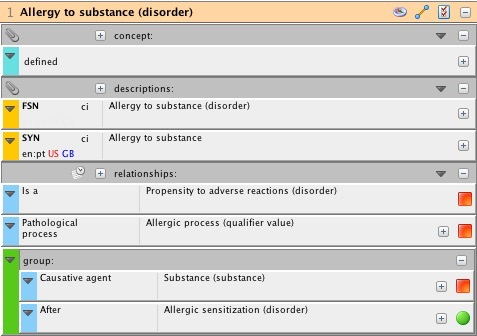 1 Allergy to substance (disorder)
concept:
defined
descriptions:
FSN ci Allergy to substance (disorder)
SYN ci Allergy to substance
en:pt US GB
relationships:
Is a Propensity to adverse reactions (disorder)
Pathological Allergic process (qualifier value)
process
group:
Causative agent Substance (substance)
After Allergic sensitization (disorder)